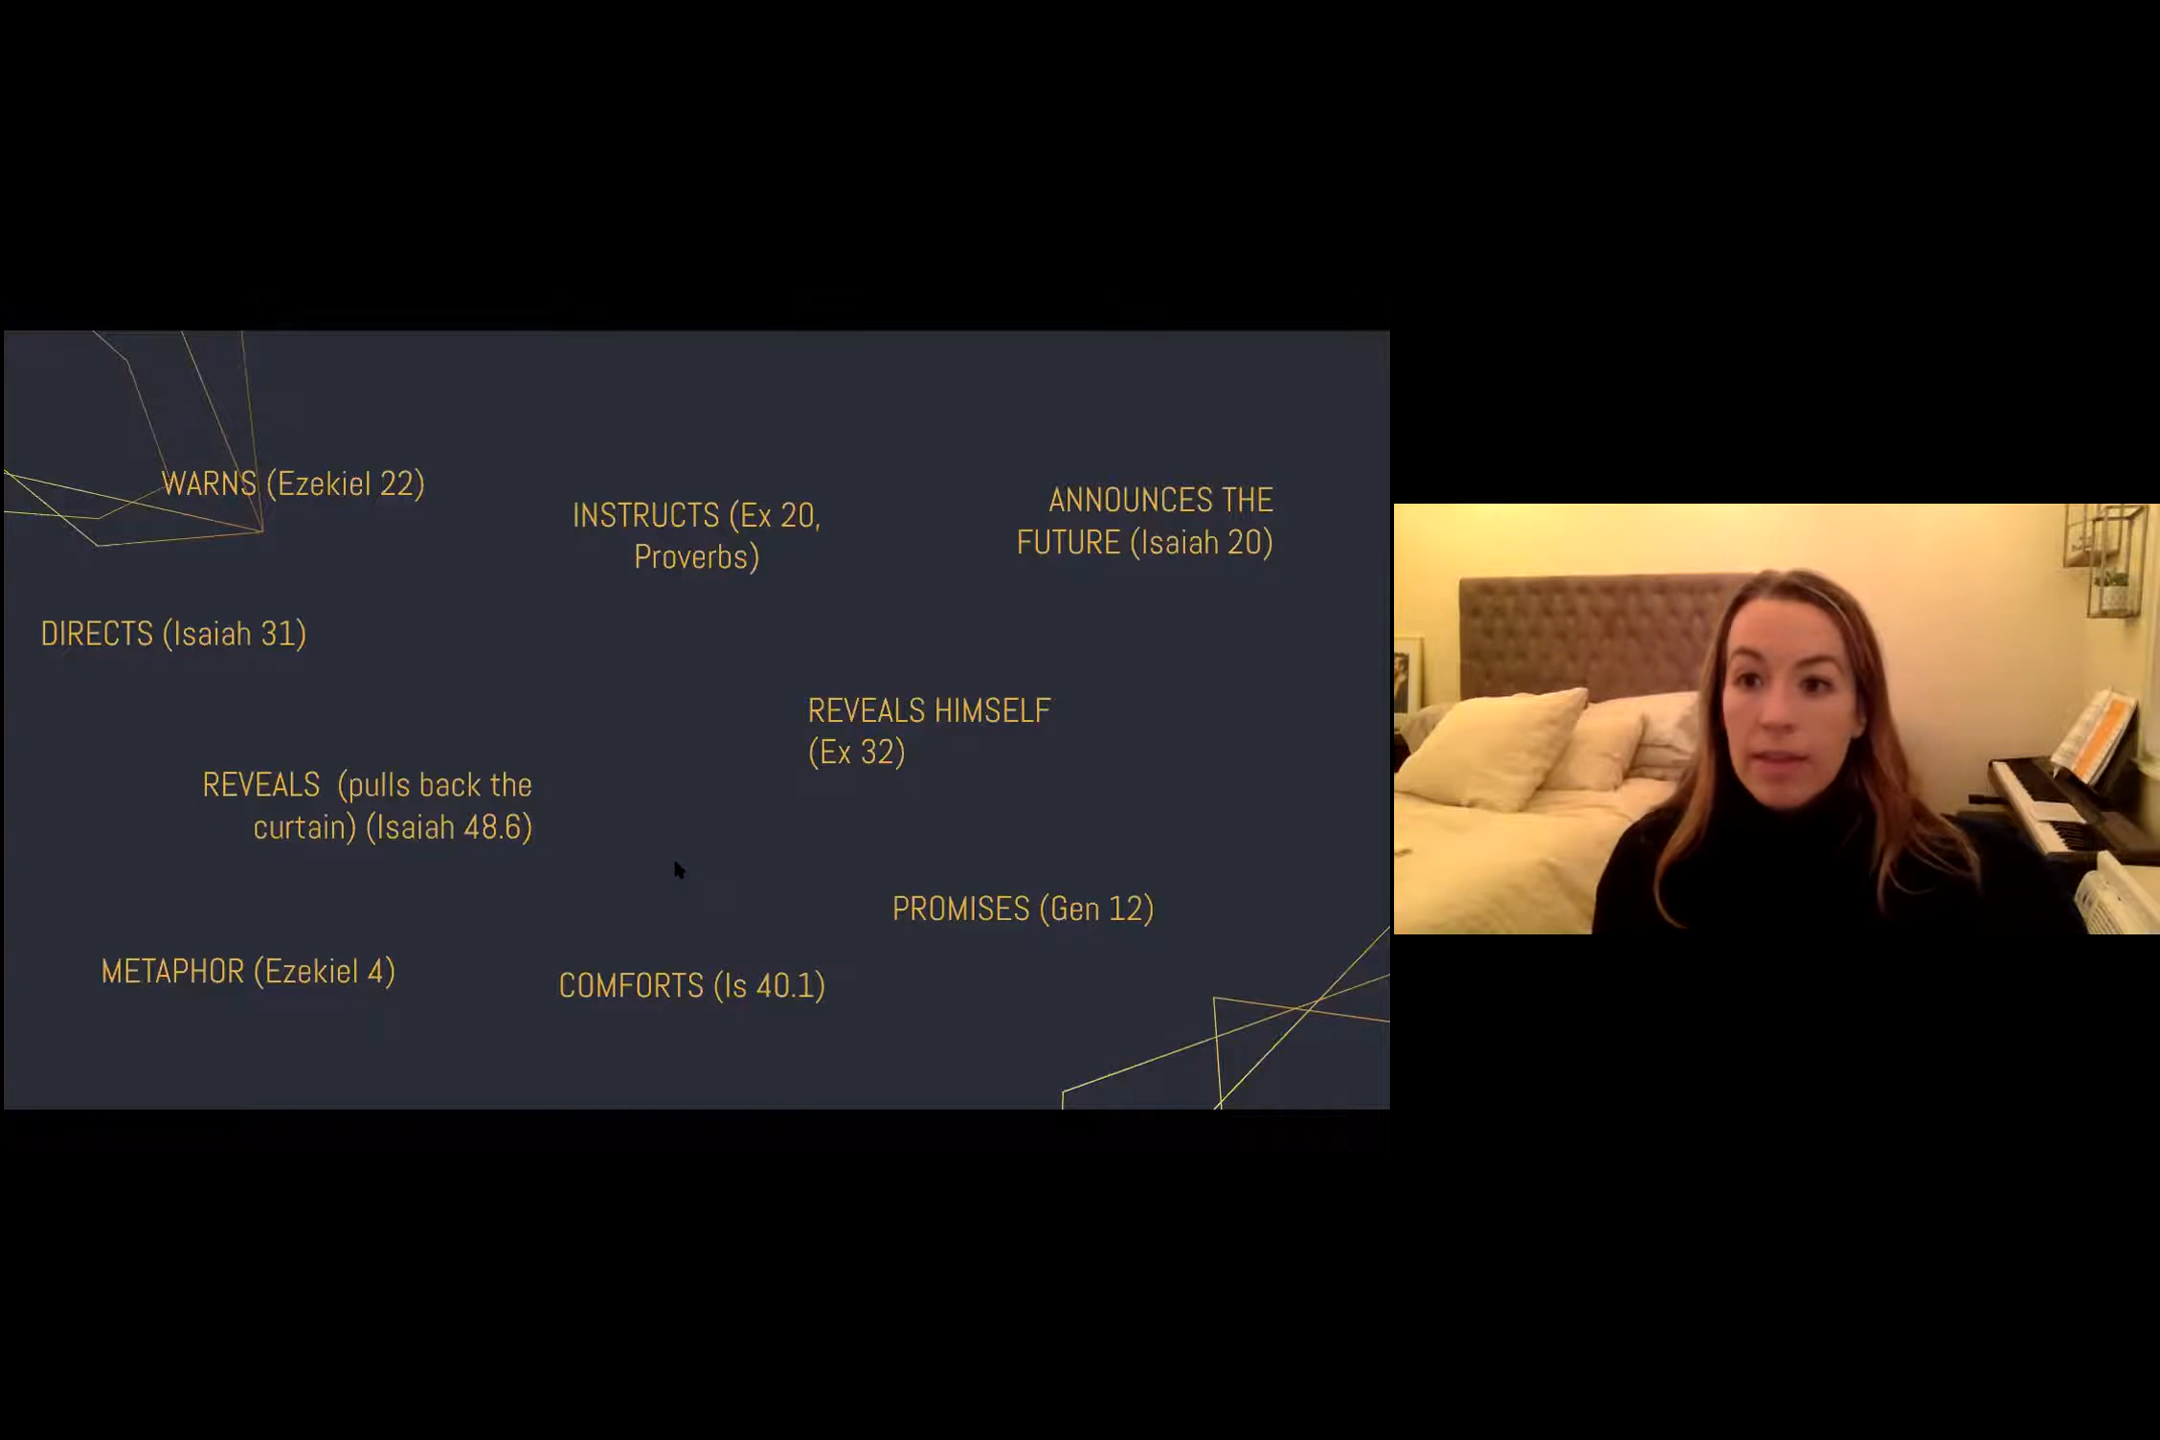 WARNS (Ezekiel 22)
INSTRUCTS (Ex 20,
Proverbs)
ANNOUNCES THE
FUTURE (Isaiah 20)
DIRECTS (Isaiah 31)
REVEALS HIMSELF
(Ex 32)
REVEALS (pulls back the
curtain) (Isaiah 48.6)
PROMISES (Gen 12)
METAPHOR (Ezekiel 4)
COMFORTS (Is 40.1)